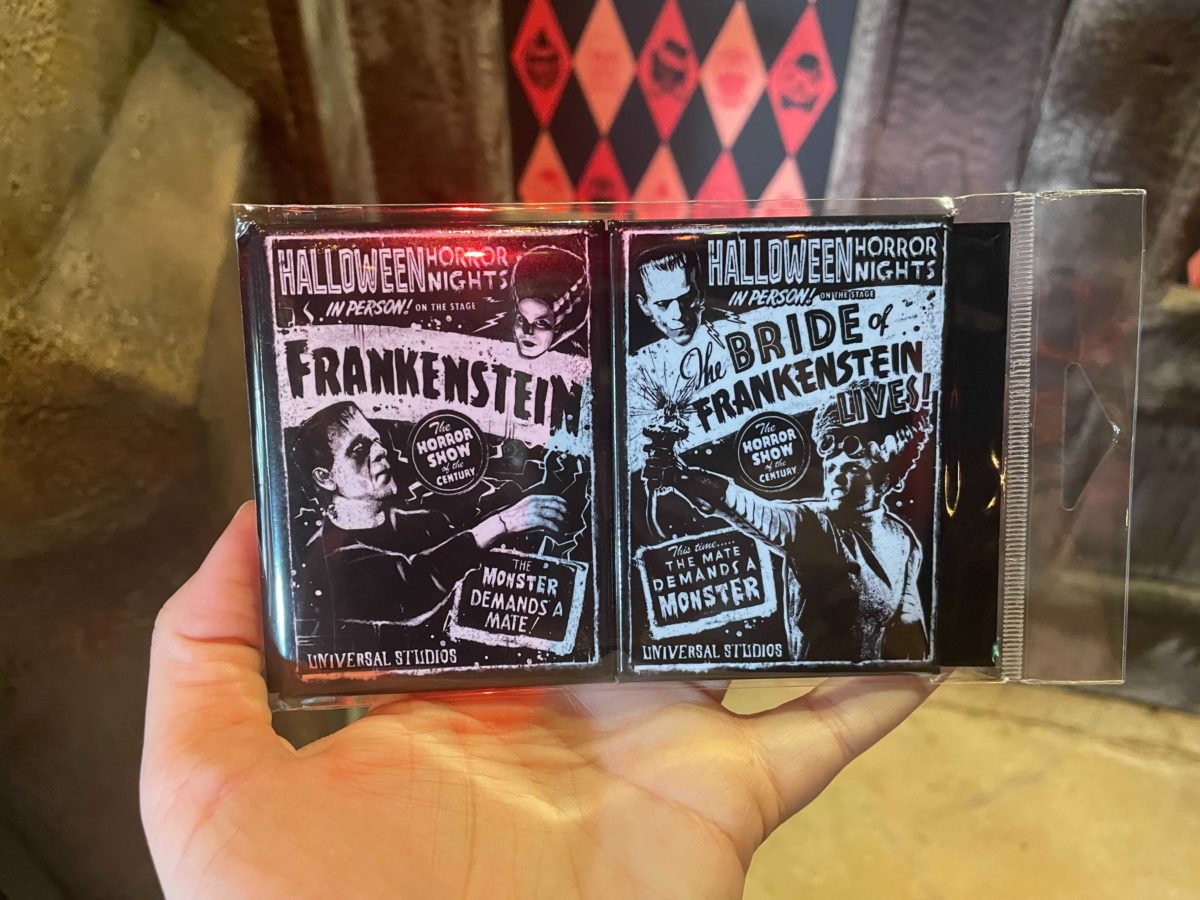 HALLOWEEN HORROR NIGHTS
IN PERSON! ON THE STAGE
FRANKENSTEIN
The
HORROR
SHOW
of the
CENTURY
THE
MONSTER
DEMANDS A
MATE!
UNIVERSAL STUDIOS
HALLOWEEN HORROR NIGHTS
IN PERSON! ON THE STAGE
The BRIDE of
FRANKENSTEIN
LIVES!
The
HORROR
SHOW
of the
CENTURY
This time.....
THE MATE
DEMANDS A
MONSTER
UNIVERSAL STUDIOS